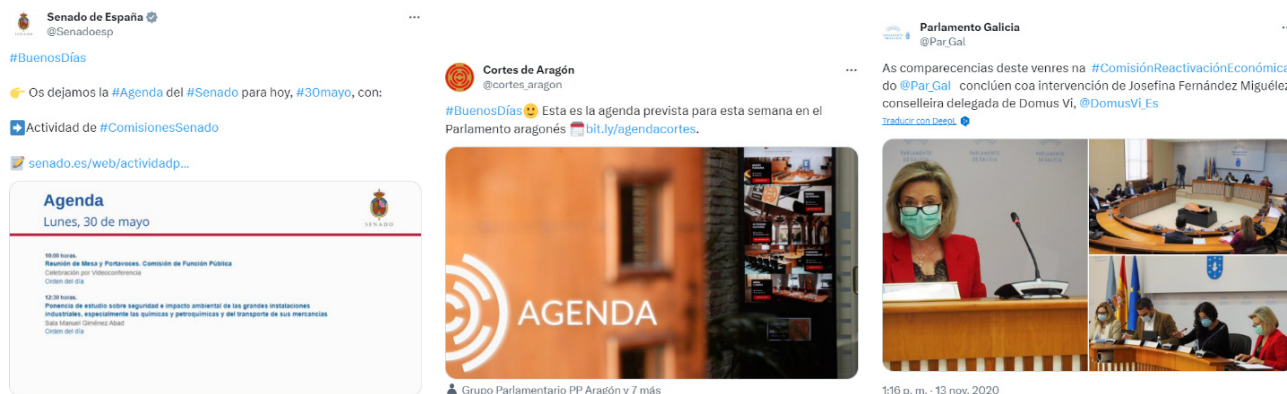 Senado de España
@Senadoesp
#BuenosDías
Os dejamos la #Agenda del #Senado para hoy, #30mayo, con:
Actividad de #ComisionesSenado
senado.es/web/actividadp...
Agenda
Lunes, 30 de mayo
SENADO
10:00 horas.
Reunión de Mesa y Portavoces. Comisión de Función Pública
Celebración por Videoconferencia
Orden del día
12:30 horas.
Ponencia de estudio sobre seguridad e impacto ambiental de las grandes instalaciones
industriales, especialmente las químicas y petroquímicas y del transporte de sus mercancías
Sala Manuel Giménez Abad
Orden del día
Cortes de Aragón
@cortes_aragon
#BuenosDías🙂 Esta es la agenda prevista para esta semana en el
Parlamento aragonés 🗓️bit.ly/agendacortes.
AGENDA
Grupo Parlamentario PP Aragón y 7 más
Parlamento Galicia
@Par_Gal
As comparecencias deste venres na #ComisiónReactivaciónEconómica
do @Par_Gal conclúen coa intervención de Josefina Fernández Miguélez
conselleira delegada de Domus Vi, @DomusVi_Es
Traducir con DeepL
PARLAMENTO
DE GALICIA
1:16 p. m. · 13 nov. 2020